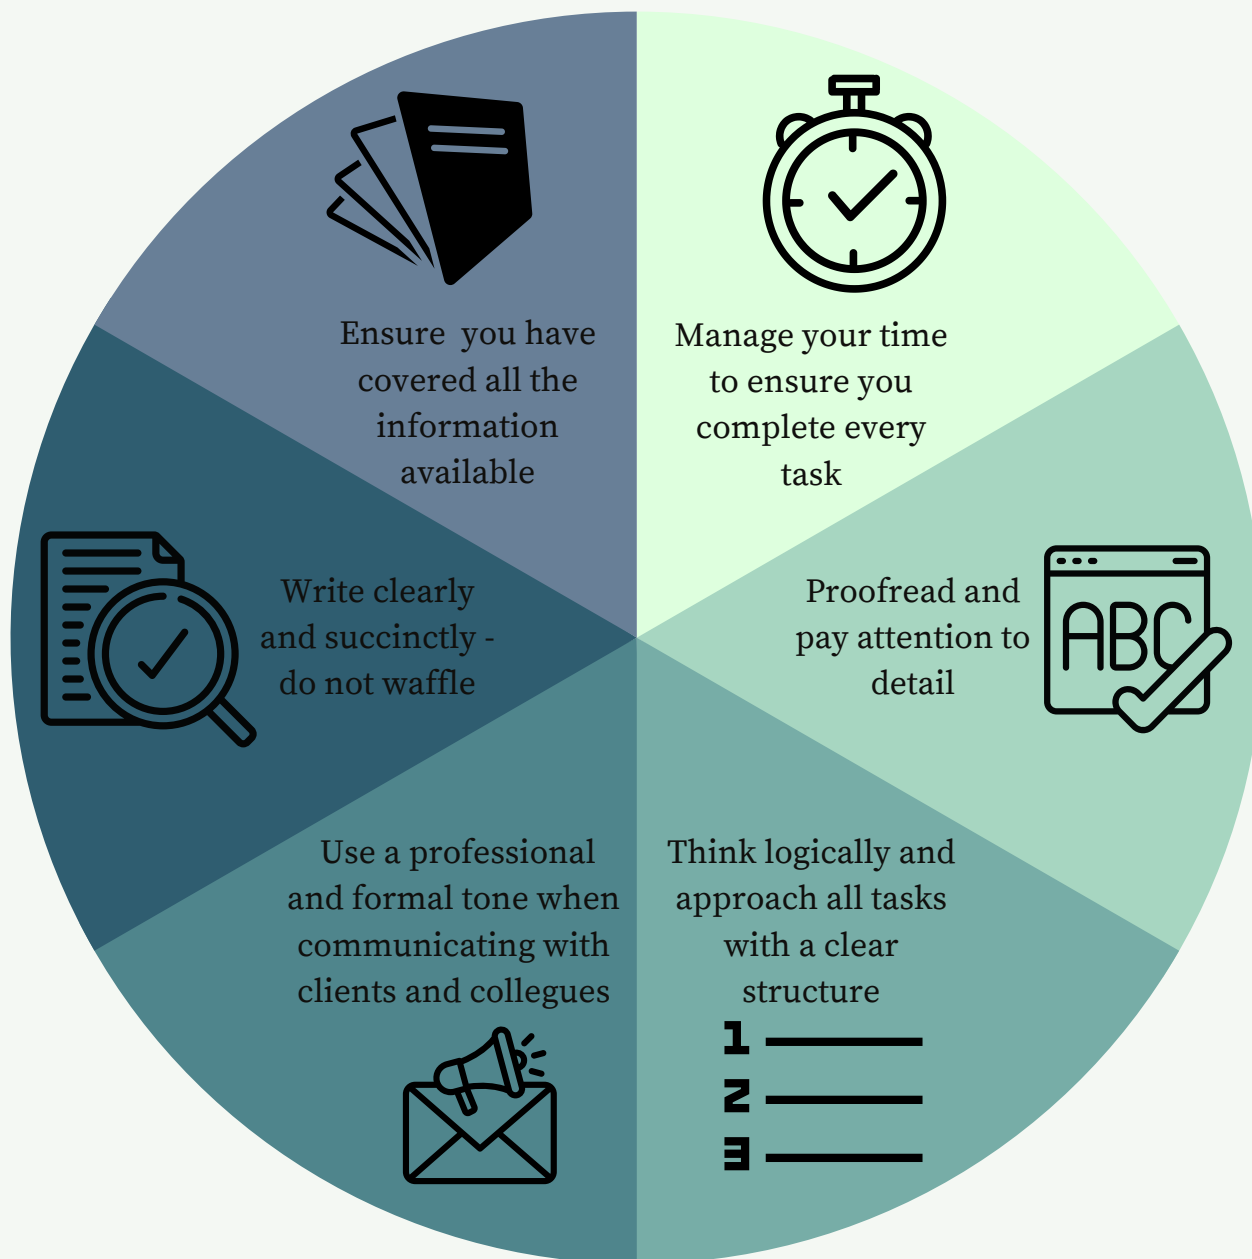 Ensure  you have
covered all the
information
available
Manage your time
to ensure you
complete every
task
Proofread and
pay attention to
detail
ABC
Think logically and
approach all tasks
with a clear
structure
1
2
3
Use a professional
and formal tone when
communicating with
clients and collegues
Write clearly
and succinctly -
do not waffle